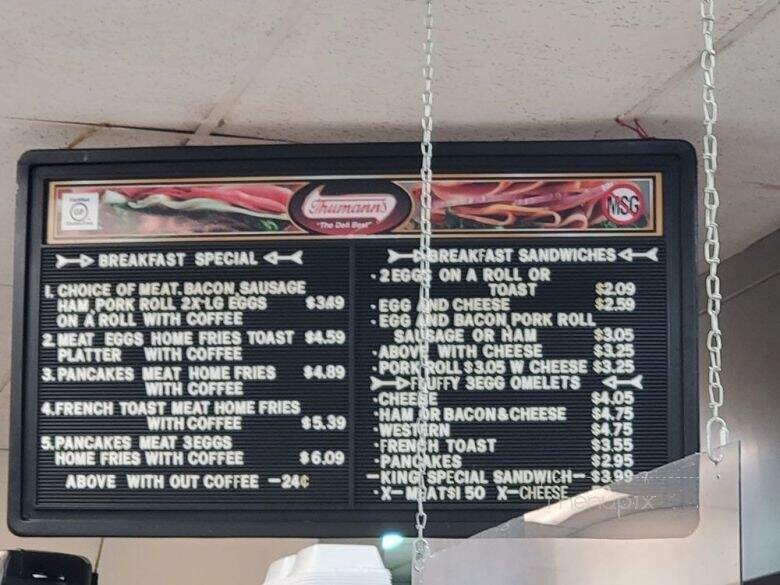 GF
Thumann's
"The Deli Best"
MSG
BREAKFAST SPECIAL
1. CHOICE OF MEAT. BACON, SAUSAGE
HAM, PORK ROLL 2X-LG EGGS $3.49
ON A ROLL WITH COFFEE
2. MEAT EGGS HOME FRIES TOAST $4.59
PLATTER WITH COFFEE
3. PANCAKES MEAT HOME FRIES $4.89
WITH COFFEE
4. FRENCH TOAST MEAT HOME FRIES
WITH COFFEE $5.39
5. PANCAKES MEAT 3EGGS
HOME FRIES WITH COFFEE $6.09
ABOVE WITH OUT COFFEE -24¢
BREAKFAST SANDWICHES
·2 EGGS ON A ROLL OR
TOAST $2.09
·EGG AND CHEESE $2.59
·EGG AND BACON PORK ROLL
SAUSAGE OR HAM $3.05
·ABOVE WITH CHEESE $3.25
·PORK ROLL $3.05 W CHEESE $3.25
FLUFFY 3EGG OMELETS
·CHEESE $4.05
·HAM OR BACON & CHEESE $4.75
·WESTERN $4.75
·FRENCH TOAST $3.55
·PANCAKES $2.95
-KING SPECIAL SANDWICH- $3.99
·X-MEAT$1 50 X-CHEESE
menupix